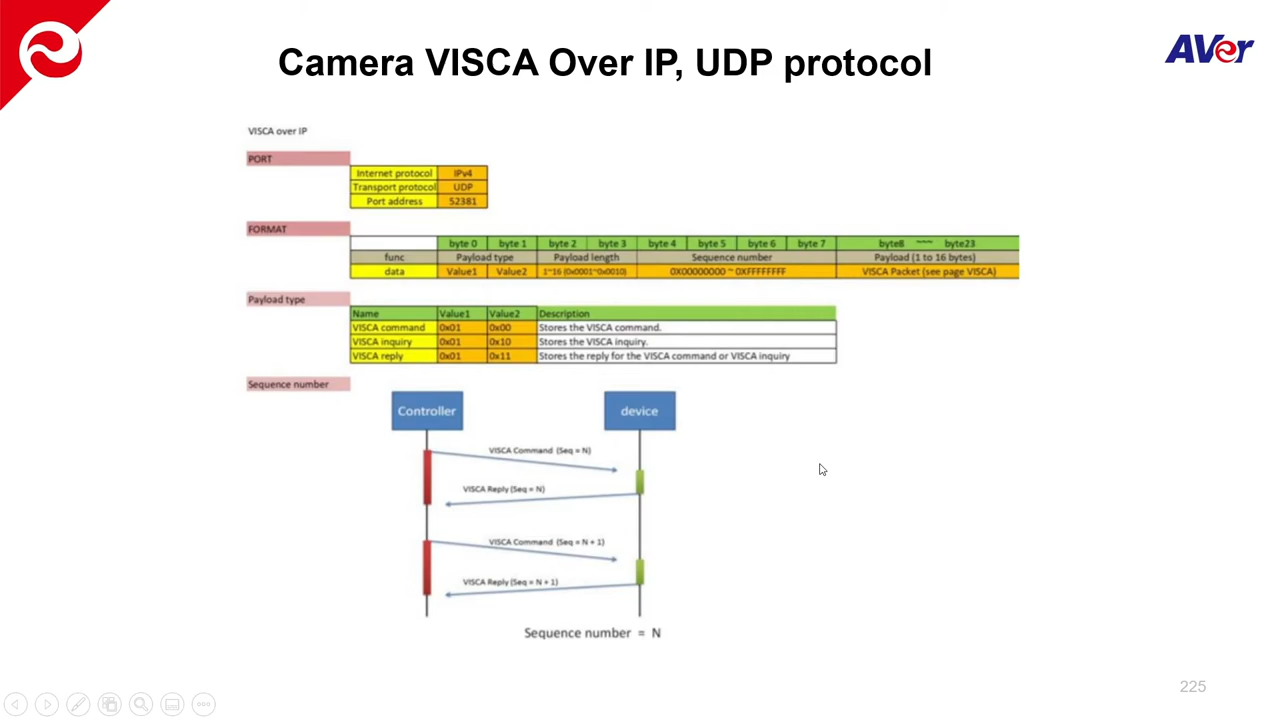 Camera VISCA Over IP, UDP protocol
AVer
VISCA over IP
PORT
Internet protocol IPv4
Transport protocol UDP
Port address 52381
FORMAT
byte 0 byte 1 byte 2 byte 3 byte 4 byte 5 byte 6 byte 7 byte8 ~~~ byte23
func Payload type Payload length Sequence number Payload (1 to 16 bytes)
data Value1 Value2 1~16 (0x0001~0x0010) 0X00000000 ~ 0XFFFFFFFF VISCA Packet (see page VISCA)
Payload type
Name Value1 Value2 Description
VISCA command 0x01 0x00 Stores the VISCA command.
VISCA inquiry 0x01 0x10 Stores the VISCA inquiry.
VISCA reply 0x01 0x11 Stores the reply for the VISCA command or VISCA inquiry
Sequence number
Controller device
VISCA Command (Seq = N)
VISCA Reply (Seq = N)
VISCA Command (Seq = N + 1)
VISCA Reply (Seq = N + 1)
Sequence number = N
225